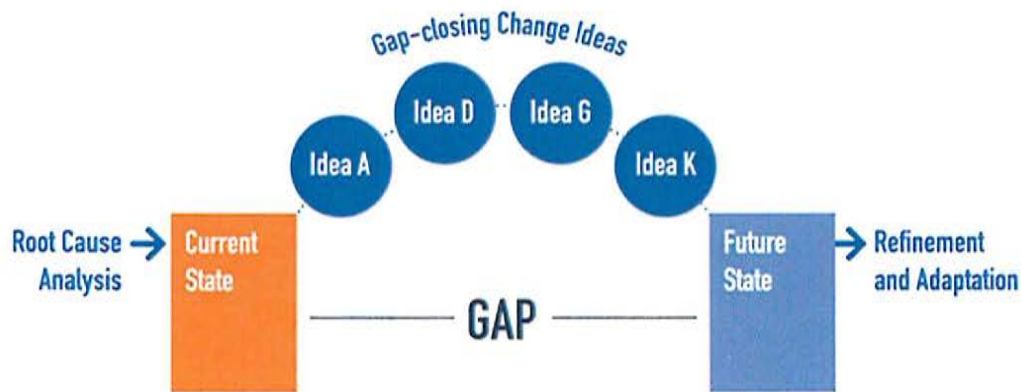 Gap-closing Change Ideas
Idea A
Idea D
Idea G
Idea K
Root Cause
Analysis
Current
State
GAP
Future
State
Refinement
and Adaptation